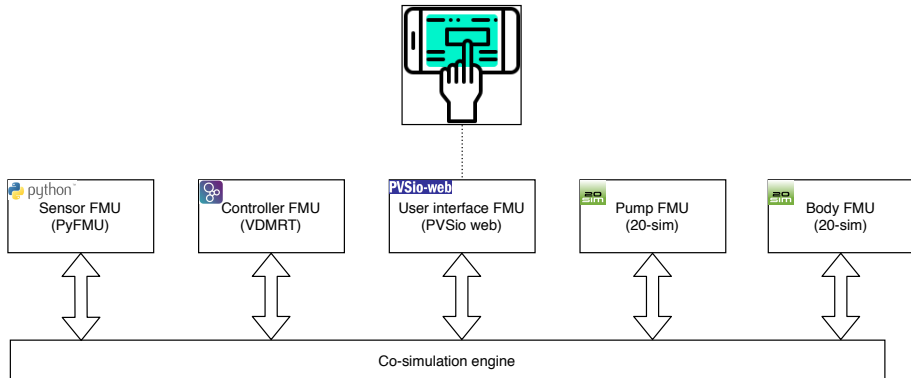 python™
Sensor FMU
(PyFMU)
Controller FMU
(VDMRT)
PVSio-web
User interface FMU
(PVSio web)
20
sim
Pump FMU
(20-sim)
20
sim
Body FMU
(20-sim)
Co-simulation engine